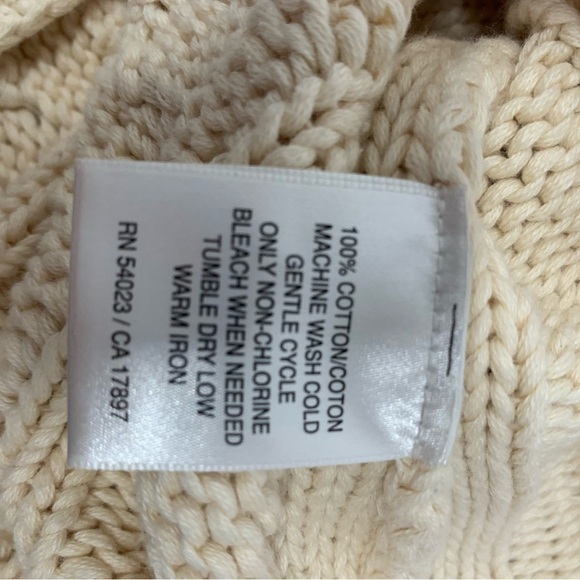 100% COTTON/COTON
MACHINE WASH COLD
GENTLE CYCLE
ONLY NON-CHLORINE
BLEACH WHEN NEEDED
TUMBLE DRY LOW
WARM IRON
RN 54023 / CA 17897